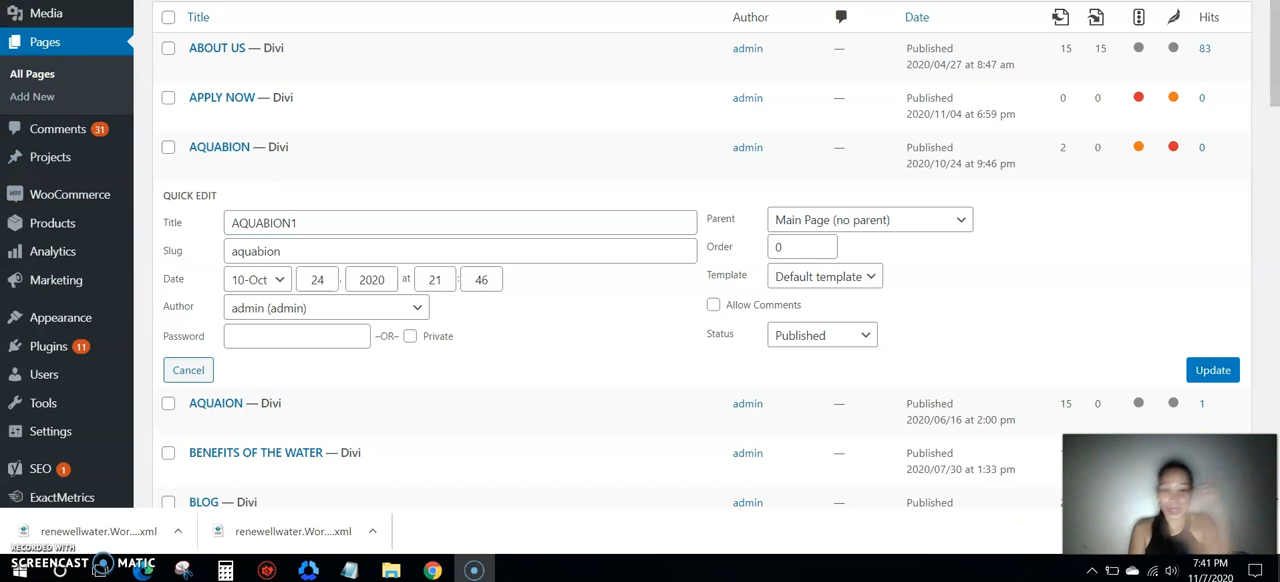 Media
Title Author Date Hits
Pages
All Pages
Add New
Comments 31
Projects
WooCommerce
Products
Analytics
Marketing
Appearance
Plugins 11
Users
Tools
Settings
SEO 1
ExactMetrics
ABOUT US — Divi admin — Published 15 15 83
2020/04/27 at 8:47 am
APPLY NOW — Divi admin — Published 0 0 0
2020/11/04 at 6:59 pm
AQUABION — Divi admin — Published 2 0 0
2020/10/24 at 9:46 pm
QUICK EDIT
Title AQUABION1
Slug aquabion
Date 10-Oct 24 , 2020 at 21 : 46
Author admin (admin)
Password –OR– Private
Parent Main Page (no parent)
Order 0
Template Default template
Allow Comments
Status Published
Cancel Update
AQUAION — Divi admin — Published 15 0 1
2020/06/16 at 2:00 pm
BENEFITS OF THE WATER — Divi admin — Published
2020/07/30 at 1:33 pm
BLOG — Divi admin — Published
renewellwater.Wor....xml renewellwater.Wor....xml
RECORDED WITH
SCREENCAST MATIC
7:41 PM
11/7/2020